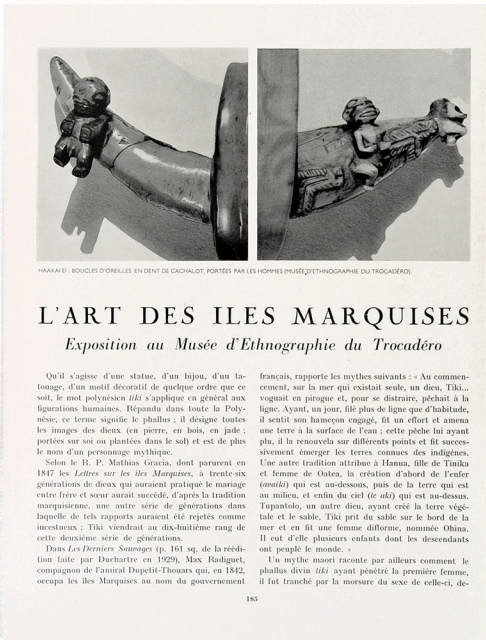 HAAKAI EI : BOUCLES D'OREILLES EN DENT DE CACHALOT, PORTÉES PAR LES HOMMES (MUSÉE D'ETHNOGRAPHIE DU TROCADÉRO).
L'ART DES ILES MARQUISES
Exposition au Musée d'Ethnographie du Trocadéro
Qu'il s'agisse d'une statue, d'un bijou, d'un ta-
touage, d'un motif décoratif de quelque ordre que ce
soit, le mot polynésien tiki s'applique en général aux
figurations humaines. Répandu dans toute la Poly-
nésie, ce terme signifie le phallus ; il désigne toutes
les images des dieux (en pierre, en bois, en jade ;
portées sur soi ou plantées dans le sol) et est de plus
le nom d'un personnage mythique.
Selon le R. P. Mathias Gracia, dont parurent en
1847 les Lettres sur les îles Marquises, à trente-six
générations de dieux qui auraient pratiqué le mariage
entre frère et sœur aurait succédé, d'après la tradition
marquisienne, une autre série de générations dans
laquelle de tels rapports auraient été rejetés comme
incestueux ; Tiki viendrait au dix-huitième rang de
cette deuxième série de générations.
Dans Les Derniers Sauvages (p. 161 sq. de la réédi-
tion faite par Duchartre en 1929), Max Radiguet,
compagnon de l'amiral Dupetit-Thouars qui, en 1842,
occupa les îles Marquises au nom du gouvernement
français, rapporte les mythes suivants : « Au commen-
cement, sur la mer qui existait seule, un dieu, Tiki...
voguait en pirogue et, pour se distraire, pêchait à la
ligne. Ayant, un jour, filé plus de ligne que d'habitude,
il sentit son hameçon engagé, fit un effort et amena
une terre à la surface de l'eau ; cette pêche lui ayant
plu, il la renouvela sur différents points et fit succes-
sivement émerger les terres connues des indigènes.
Une autre tradition attribue à Hanua, fille de Tinika
et femme de Oatea, la création d'abord de l'enfer
(awaiki) qui est au-dessous, puis de la terre qui est
au milieu, et enfin du ciel (te aki) qui est au-dessus.
Tupantolo, un autre dieu, ayant créé la terre végé-
tale et le sable, Tiki prit du sable sur le bord de la
mer et en fit une femme difforme, nommée Ohina.
Il eut d'elle plusieurs enfants dont les descendants
ont peuplé le monde. »
Un mythe maori raconte par ailleurs comment le
phallus divin tiki ayant pénétré la première femme,
il fut tranché par la morsure du sexe de celle-ci, de-
185